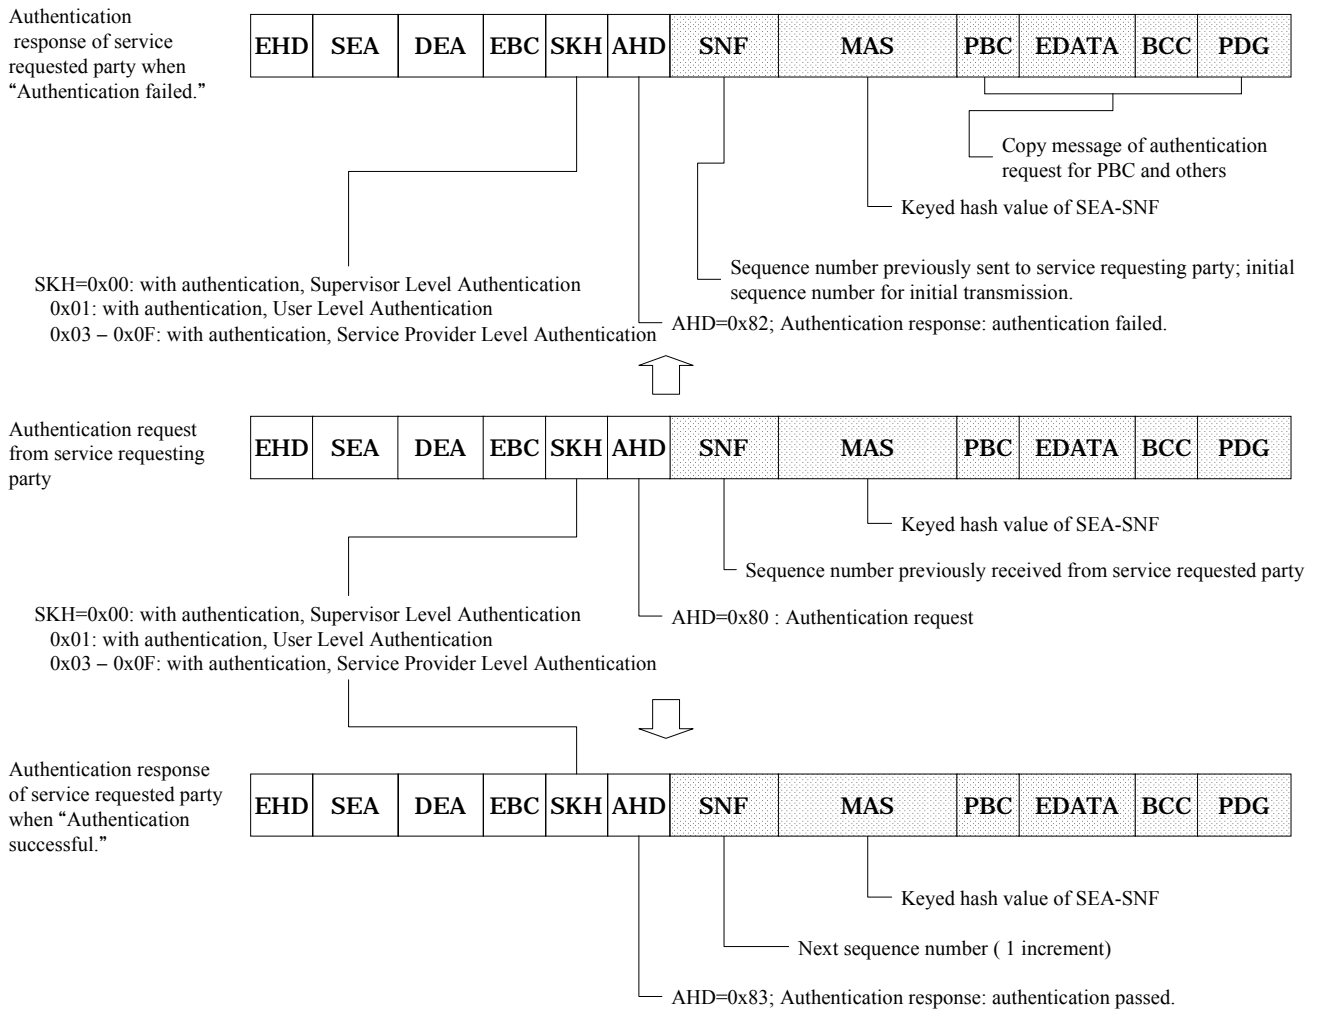 Authentication
response of service
requested party when
“Authentication failed.”
EHD SEA DEA EBC SKH AHD SNF MAS PBC EDATA BCC PDG
Copy message of authentication
request for PBC and others
Keyed hash value of SEA-SNF
Sequence number previously sent to service requesting party; initial
sequence number for initial transmission.
SKH=0x00: with authentication, Supervisor Level Authentication
0x01: with authentication, User Level Authentication
0x03 – 0x0F: with authentication, Service Provider Level Authentication
AHD=0x82; Authentication response: authentication failed.
Authentication request
from service requesting
party
EHD SEA DEA EBC SKH AHD SNF MAS PBC EDATA BCC PDG
Keyed hash value of SEA-SNF
Sequence number previously received from service requested party
AHD=0x80 : Authentication request
SKH=0x00: with authentication, Supervisor Level Authentication
0x01: with authentication, User Level Authentication
0x03 – 0x0F: with authentication, Service Provider Level Authentication
Authentication response
of service requested party
when “Authentication
successful.”
EHD SEA DEA EBC SKH AHD SNF MAS PBC EDATA BCC PDG
Keyed hash value of SEA-SNF
Next sequence number ( 1 increment)
AHD=0x83; Authentication response: authentication passed.